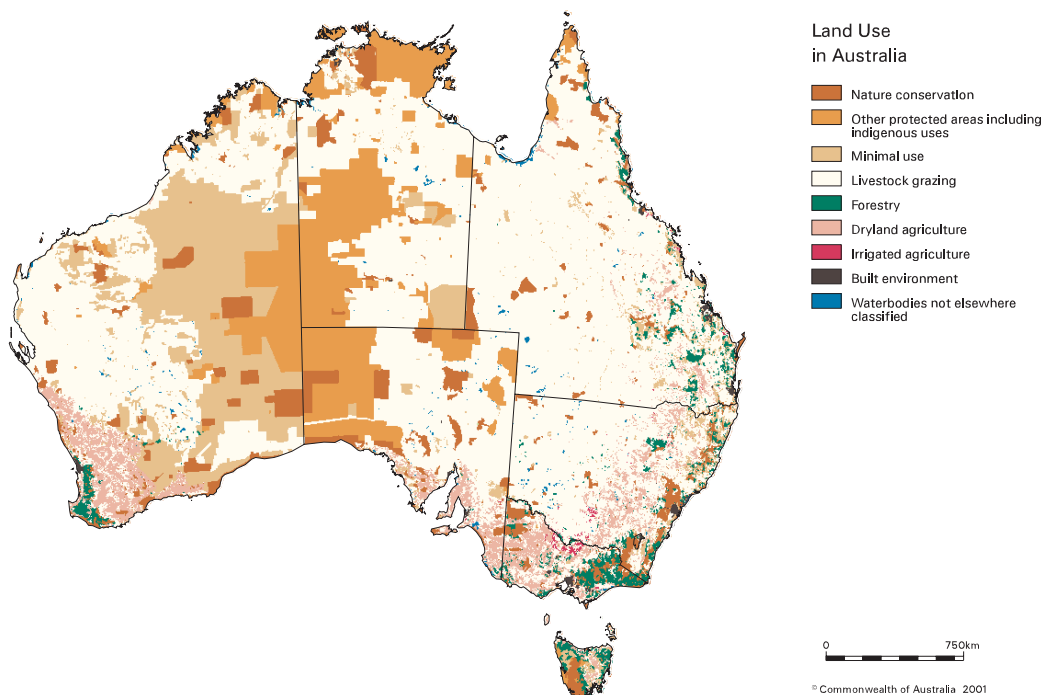 Land Use
in Australia
Nature conservation
Other protected areas including
indigenous uses
Minimal use
Livestock grazing
Forestry
Dryland agriculture
Irrigated agriculture
Built environment
Waterbodies not elsewhere
classified
0 750km
© Commonwealth of Australia 2001